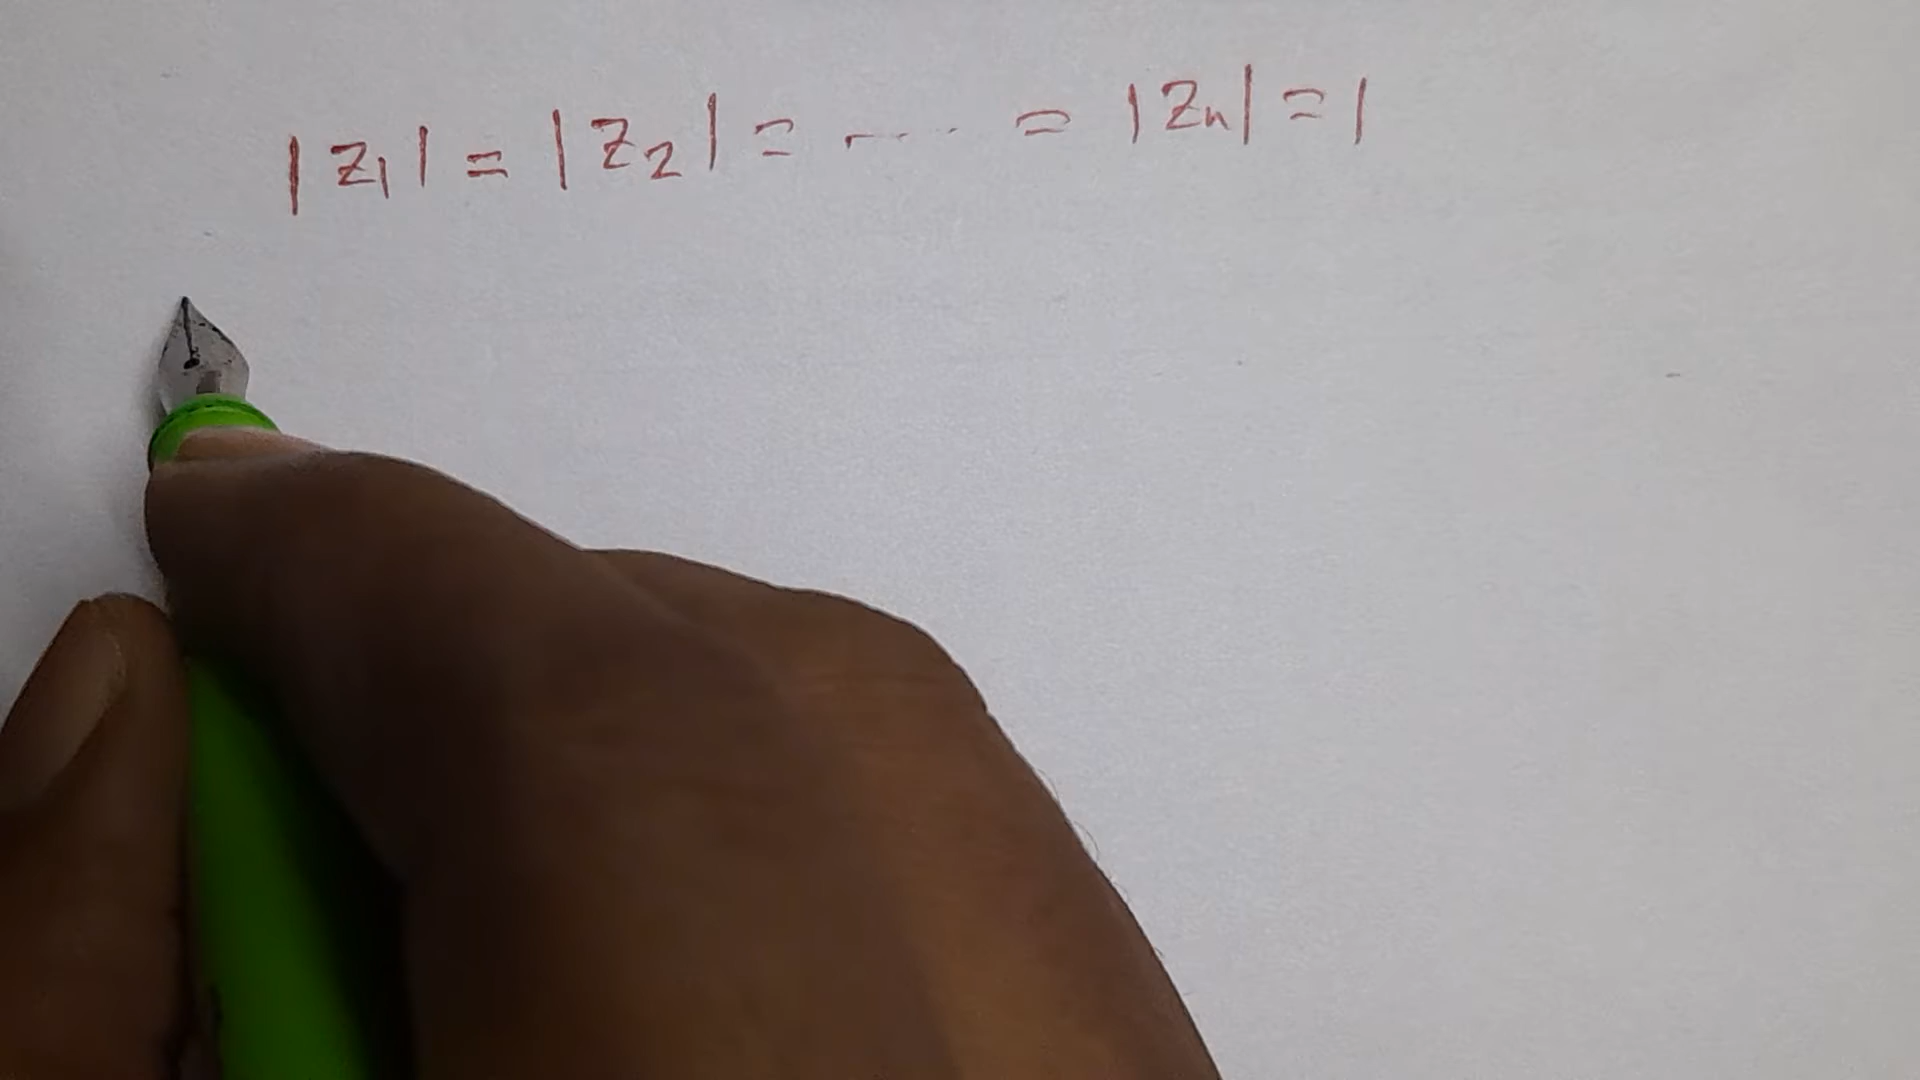 |z₁| = |z₂| = ---- = |zₙ| = 1